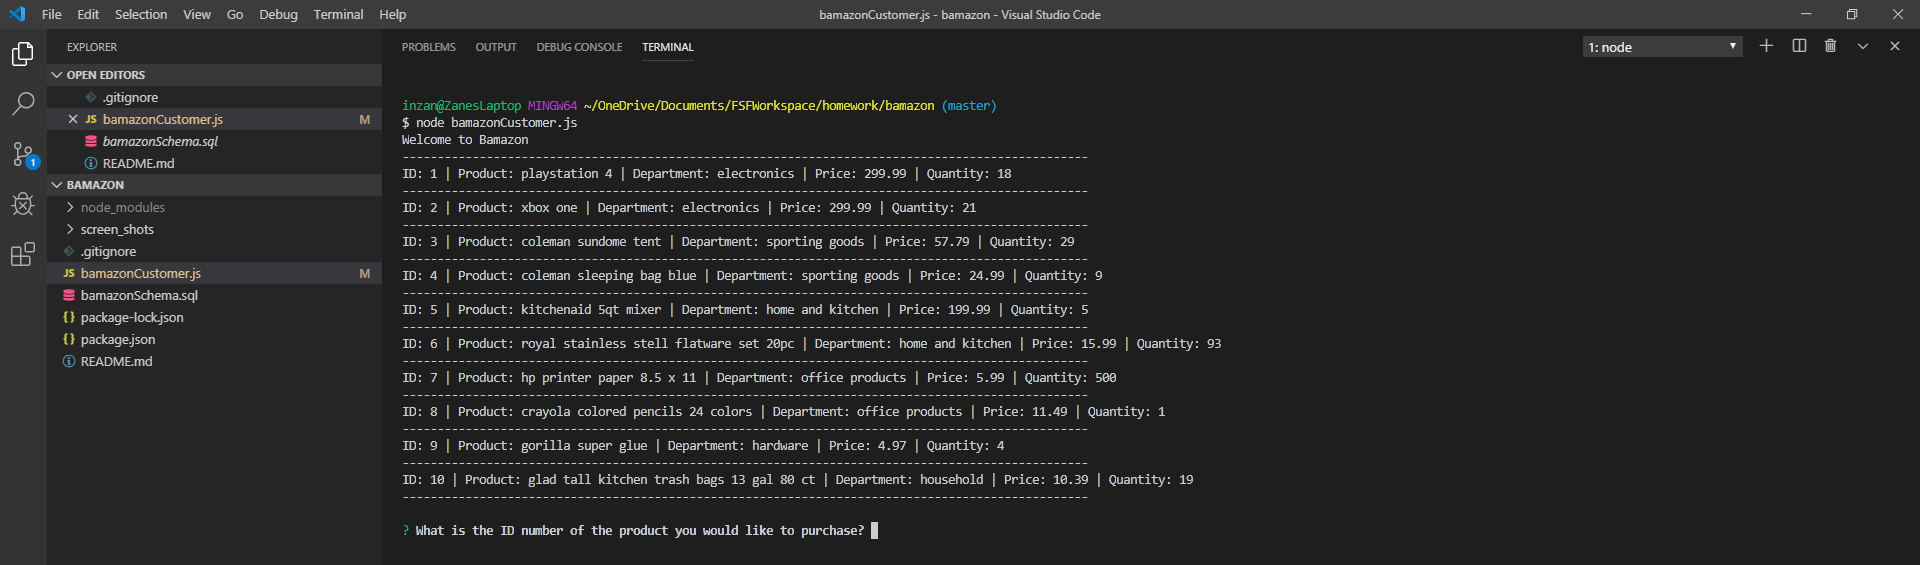 File Edit Selection View Go Debug Terminal Help
bamazonCustomer.js - bamazon - Visual Studio Code
EXPLORER
OPEN EDITORS
.gitignore
JS bamazonCustomer.js M
bamazonSchema.sql
README.md
1
BAMAZON
node_modules
screen_shots
.gitignore
JS bamazonCustomer.js M
bamazonSchema.sql
{} package-lock.json
{} package.json
README.md
PROBLEMS OUTPUT DEBUG CONSOLE TERMINAL
1: node
inzan@ZanesLaptop MINGW64 ~/OneDrive/Documents/FSFWorkspace/homework/bamazon (master)
$ node bamazonCustomer.js
Welcome to Bamazon
--------------------------------------------------------------------------------------------------
ID: 1 | Product: playstation 4 | Department: electronics | Price: 299.99 | Quantity: 18
--------------------------------------------------------------------------------------------------
ID: 2 | Product: xbox one | Department: electronics | Price: 299.99 | Quantity: 21
--------------------------------------------------------------------------------------------------
ID: 3 | Product: coleman sundome tent | Department: sporting goods | Price: 57.79 | Quantity: 29
--------------------------------------------------------------------------------------------------
ID: 4 | Product: coleman sleeping bag blue | Department: sporting goods | Price: 24.99 | Quantity: 9
--------------------------------------------------------------------------------------------------
ID: 5 | Product: kitchenaid 5qt mixer | Department: home and kitchen | Price: 199.99 | Quantity: 5
--------------------------------------------------------------------------------------------------
ID: 6 | Product: royal stainless stell flatware set 20pc | Department: home and kitchen | Price: 15.99 | Quantity: 93
--------------------------------------------------------------------------------------------------
ID: 7 | Product: hp printer paper 8.5 x 11 | Department: office products | Price: 5.99 | Quantity: 500
--------------------------------------------------------------------------------------------------
ID: 8 | Product: crayola colored pencils 24 colors | Department: office products | Price: 11.49 | Quantity: 1
--------------------------------------------------------------------------------------------------
ID: 9 | Product: gorilla super glue | Department: hardware | Price: 4.97 | Quantity: 4
--------------------------------------------------------------------------------------------------
ID: 10 | Product: glad tall kitchen trash bags 13 gal 80 ct | Department: household | Price: 10.39 | Quantity: 19
--------------------------------------------------------------------------------------------------
? What is the ID number of the product you would like to purchase?